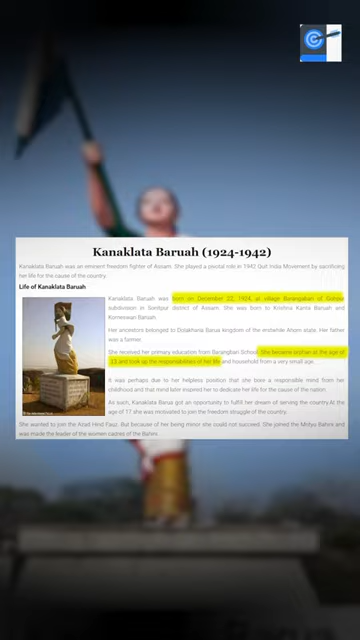 Kanaklata Baruah (1924-1942)
Kanaklata Baruah was an eminent freedom fighter of Assam. She played a pivotal role in 1942 Quit India Movement by sacrificing
her life for the cause of the country.
Life of Kanaklata Baruah
Kanaklata Baruah was born on December 22, 1924, at village Barangabari of Gohpur
subdivision in Sonitpur district of Assam. She was born to Krishna Kanta Baruah and
Korneswari Baruah.
Her ancestors belonged to Dolakharia Barua kingdom of the erstwhile Ahom state. Her father
was a farmer.
She received her primary education from Barangbari School. She became orphan at the age of
13 and took up the responsibilities of her life and household from a very small age.
It was perhaps due to her helpless position that she bore a responsible mind from her
childhood and that mind later inspired her to dedicate her life for the cause of the nation.
As such, Kanaklata Barua got an opportunity to fulfill her dream of serving the country.At the
age of 17 she was motivated to join the freedom struggle of the country.
She wanted to join the Azad Hind Fauj. But because of her being minor she could not succeed. She joined the Mrityu Bahini and
was made the leader of the women cadres of the Bahini.